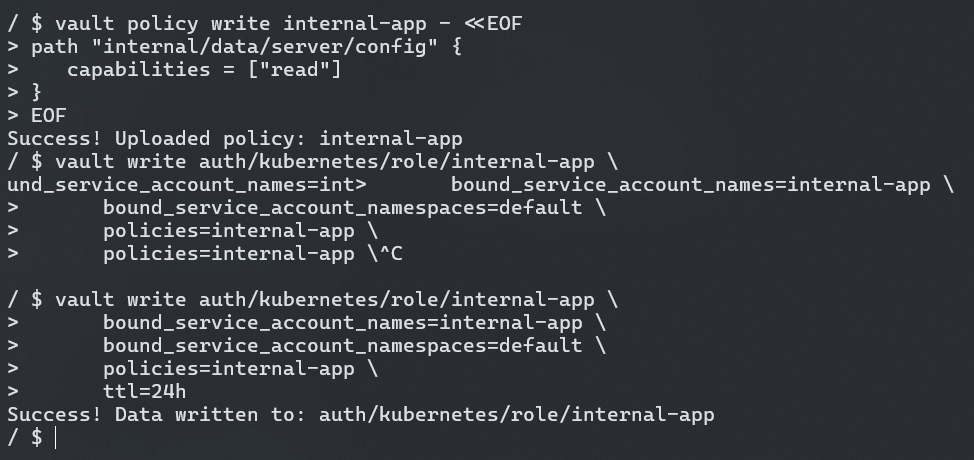 / $ vault policy write internal-app - <<EOF
> path "internal/data/server/config" {
>    capabilities = ["read"]
> }
> EOF
Success! Uploaded policy: internal-app
/ $ vault write auth/kubernetes/role/internal-app \
und_service_account_names=int>       bound_service_account_names=internal-app \
>       bound_service_account_namespaces=default \
>       policies=internal-app \
>       policies=internal-app \^C
/ $ vault write auth/kubernetes/role/internal-app \
>       bound_service_account_names=internal-app \
>       bound_service_account_namespaces=default \
>       policies=internal-app \
>       ttl=24h
Success! Data written to: auth/kubernetes/role/internal-app
/ $